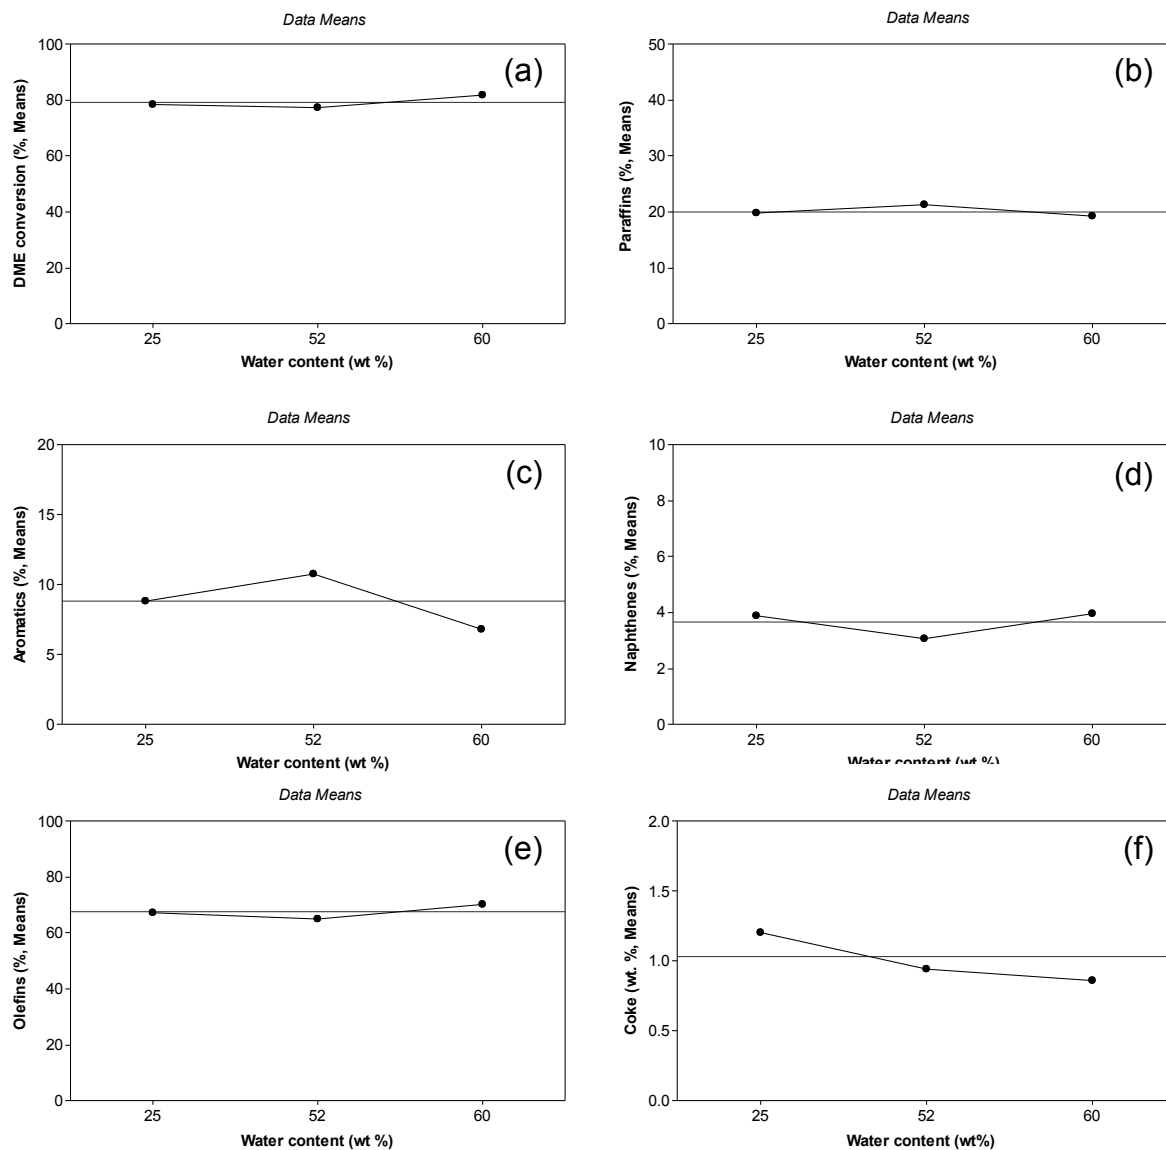 Data Means
(a)
DME conversion (%, Means)
100
80
60
40
20
0
25 52 60
Water content (wt %)
Data Means
(b)
Paraffins (%, Means)
50
40
30
20
10
0
25 52 60
Water content (wt %)
Data Means
(c)
Aromatics (%, Means)
20
15
10
5
0
25 52 60
Water content (wt %)
Data Means
(d)
Naphthenes (%, Means)
10
8
6
4
2
0
25 52 60
Water content (wt %)
Data Means
(e)
Olefins (%, Means)
100
80
60
40
20
0
25 52 60
Water content (wt %)
Data Means
(f)
Coke (wt. %, Means)
2.0
1.5
1.0
0.5
0.0
25 52 60
Water content (wt%)